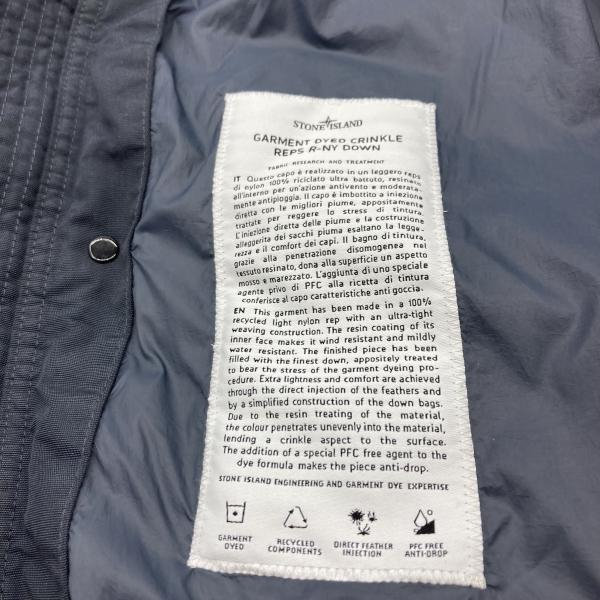 STONE ISLAND
GARMENT DYED CRINKLE
REPS R-NY DOWN
FABRIC RESEARCH AND TREATMENT
IT Questo capo è realizzato in un leggero reps
di nylon 100% riciclato ultra battuto, resinato
all'interno per un'azione antivento e moderata-
mente antipioggia. Il capo è imbottito a iniezione
diretta con le migliori piume, appositamente
trattate per reggere lo stress di tintura.
L'iniezione diretta delle piume e la costruzione
alleggerita dei sacchi piuma esaltano la legge-
rezza e il comfort dei capi. Il bagno di tintura,
grazie alla penetrazione disomogenea nel
tessuto resinato, dona alla superficie un aspetto
mosso e marezzato. L'aggiunta di uno speciale
agente privo di PFC alla ricetta di tintura
conferisce al capo caratteristiche anti goccia.
EN This garment has been made in a 100%
recycled light nylon rep with an ultra-tight
weaving construction. The resin coating of its
inner face makes it wind resistant and mildly
water resistant. The finished piece has been
filled with the finest down, appositely treated
to bear the stress of the garment dyeing pro-
cedure. Extra lightness and comfort are achieved
through the direct injection of the feathers and
by a simplified construction of the down bags.
Due to the resin treating of the material,
the colour penetrates unevenly into the material,
lending a crinkle aspect to the surface.
The addition of a special PFC free agent to the
dye formula makes the piece anti-drop.
STONE ISLAND ENGINEERING AND GARMENT DYE EXPERTISE
GARMENT
DYED
RECYCLED
COMPONENTS
DIRECT FEATHER
INJECTION
PFC FREE
ANTI-DROP